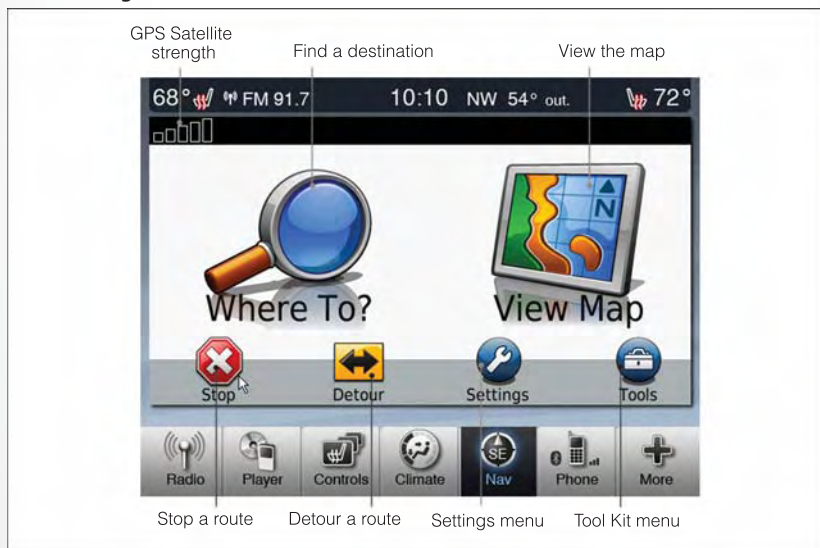 GPS Satellite
strength
Find a destination
View the map
68° FM 91.7 10:10 NW 54° out. 72°
N
Where To?
View Map
Stop
Detour
Settings
Tools
SE
Radio
Player
Controls
Climate
Nav
Phone
More
Stop a route
Detour a route
Settings menu
Tool Kit menu